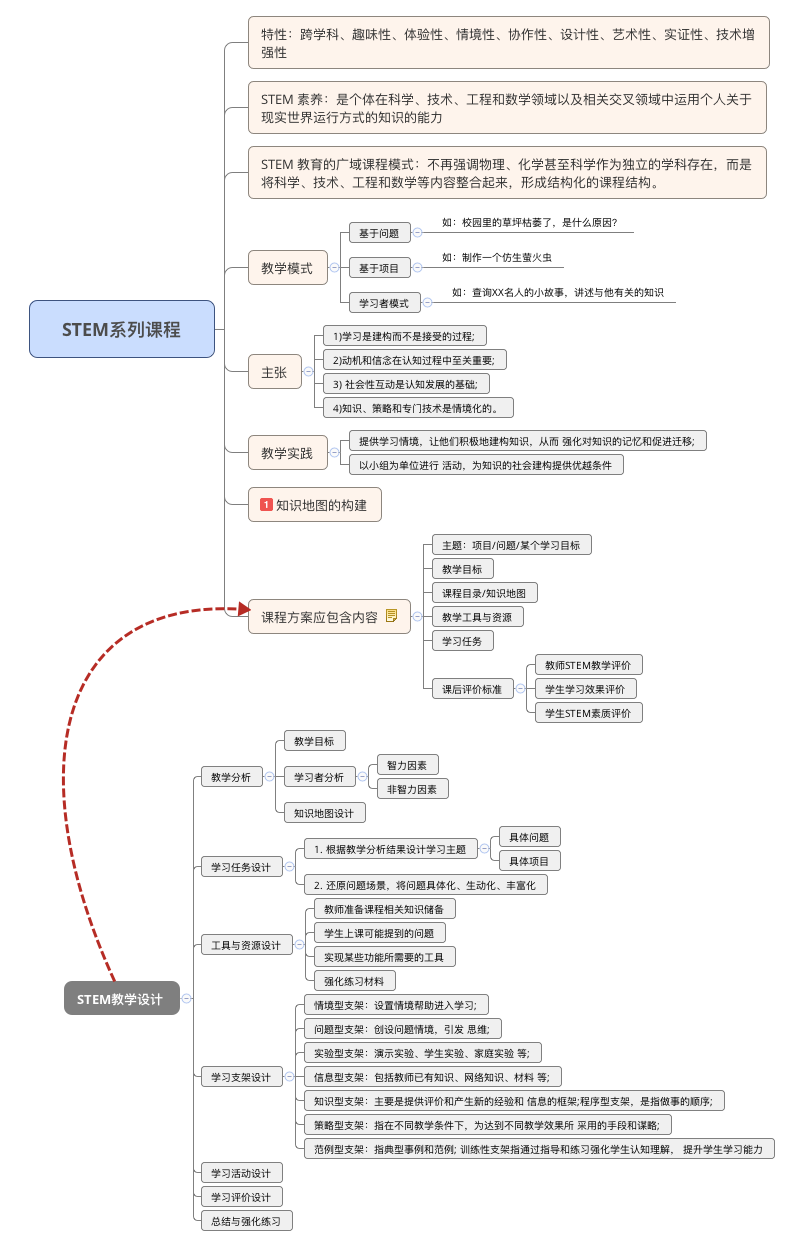 特性：跨学科、趣味性、体验性、情境性、协作性、设计性、艺术性、实证性、技术增
强性
STEM 素养：是个体在科学、技术、工程和数学领域以及相关交叉领域中运用个人关于
现实世界运行方式的知识的能力
STEM 教育的广域课程模式：不再强调物理、化学甚至科学作为独立的学科存在，而是
将科学、技术、工程和数学等内容整合起来，形成结构化的课程结构。
教学模式
基于问题
如：校园里的草坪枯萎了，是什么原因？
基于项目
如：制作一个仿生萤火虫
学习者模式
如：查询XX名人的小故事，讲述与他有关的知识
STEM系列课程
主张
1)学习是建构而不是接受的过程;
2)动机和信念在认知过程中至关重要;
3) 社会性互动是认知发展的基础;
4)知识、策略和专门技术是情境化的。
教学实践
提供学习情境，让他们积极地建构知识，从而 强化对知识的记忆和促进迁移;
以小组为单位进行 活动，为知识的社会建构提供优越条件
1 知识地图的构建
课程方案应包含内容
主题：项目/问题/某个学习目标
教学目标
课程目录/知识地图
教学工具与资源
学习任务
课后评价标准
教师STEM教学评价
学生学习效果评价
学生STEM素质评价
STEM教学设计
教学分析
教学目标
学习者分析
智力因素
非智力因素
知识地图设计
学习任务设计
1. 根据教学分析结果设计学习主题
具体问题
具体项目
2. 还原问题场景，将问题具体化、生动化、丰富化
工具与资源设计
教师准备课程相关知识储备
学生上课可能提到的问题
实现某些功能所需要的工具
强化练习材料
学习支架设计
情境型支架：设置情境帮助进入学习;
问题型支架：创设问题情境，引发 思维;
实验型支架：演示实验、学生实验、家庭实验 等;
信息型支架：包括教师已有知识、网络知识、材料 等;
知识型支架：主要是提供评价和产生新的经验和 信息的框架;程序型支架，是指做事的顺序;
策略型支架：指在不同教学条件下，为达到不同教学效果所 采用的手段和谋略;
范例型支架：指典型事例和范例; 训练性支架指通过指导和练习强化学生认知理解， 提升学生学习能力
学习活动设计
学习评价设计
总结与强化练习